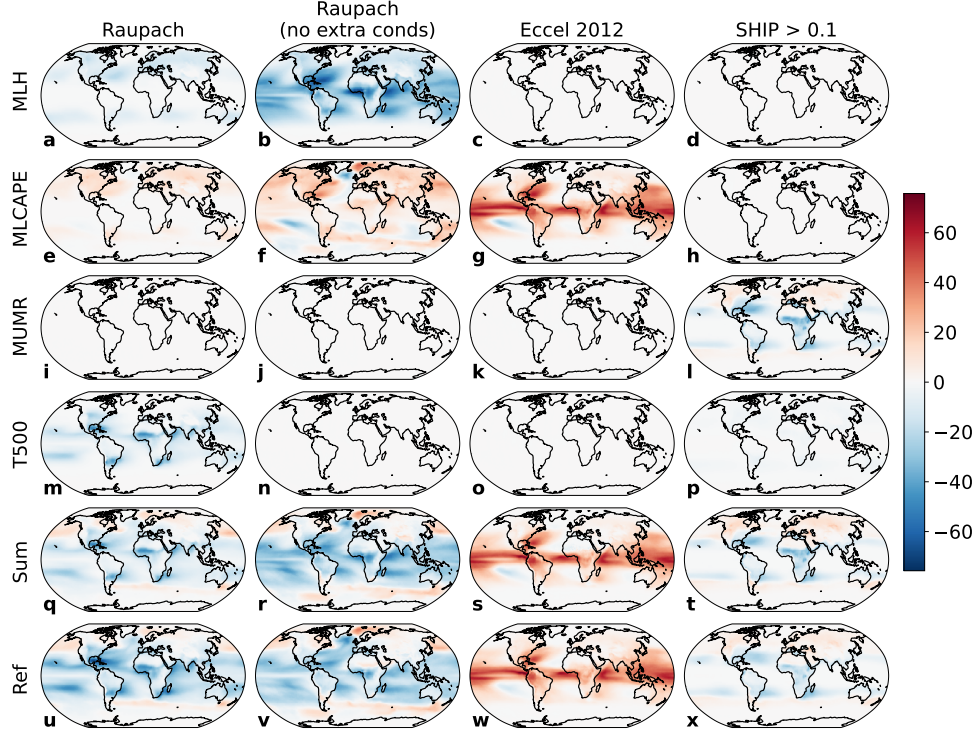 Raupach
Raupach
(no extra conds)
Eccel 2012
SHIP > 0.1
MLH
a
b
c
d
MLCAPE
e
f
g
h
MUMR
i
j
k
l
T500
m
n
o
p
Sum
q
r
s
t
Ref
u
v
w
x
60
40
20
0
−20
−40
−60